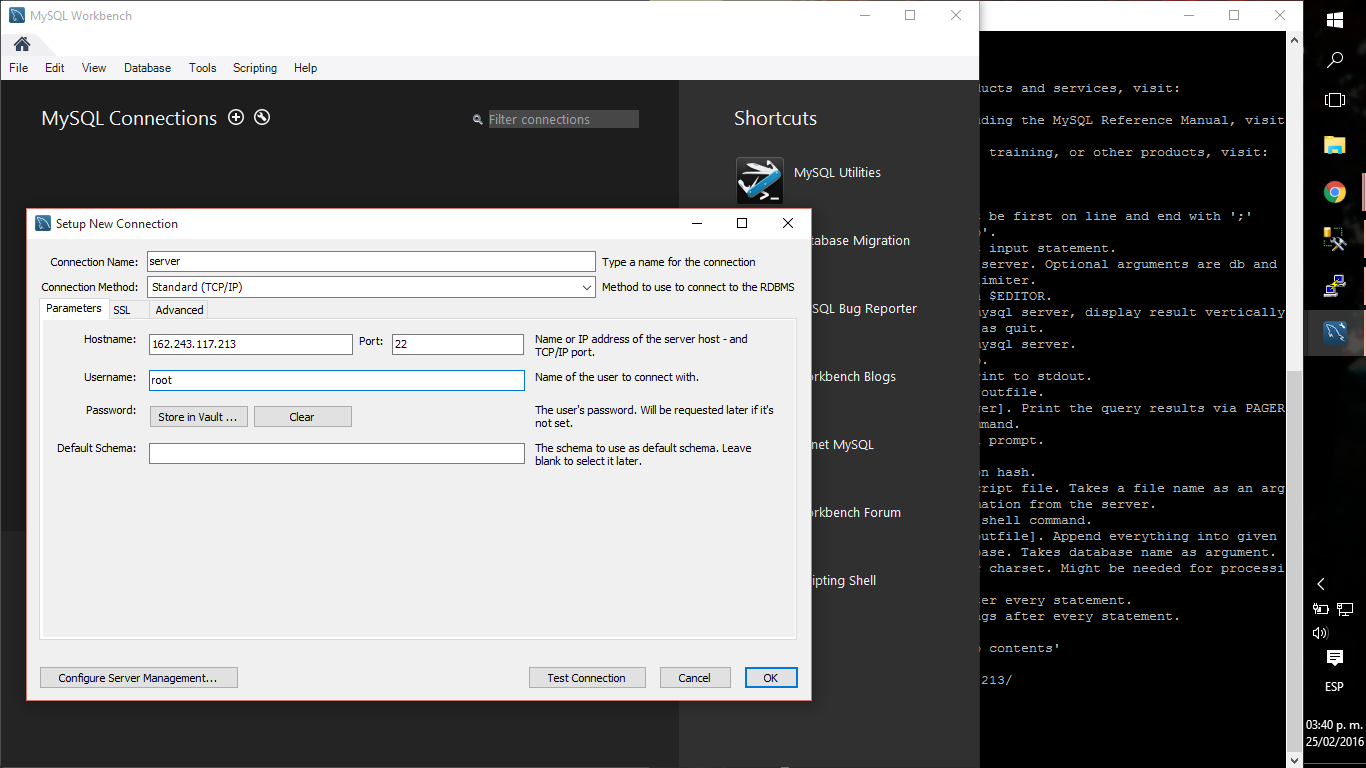 MySQL Workbench
File Edit View Database Tools Scripting Help
MySQL Connections
Filter connections
Shortcuts
MySQL Utilities
tabase Migration
SQL Bug Reporter
rkbench Blogs
net MySQL
rkbench Forum
ipting Shell
Setup New Connection
Connection Name: server Type a name for the connection
Connection Method: Standard (TCP/IP) Method to use to connect to the RDBMS
Parameters SSL Advanced
Hostname: 162.243.117.213 Port: 22 Name or IP address of the server host - and
TCP/IP port.
Username: root Name of the user to connect with.
Password: Store in Vault ... Clear The user's password. Will be requested later if it's
not set.
Default Schema: The schema to use as default schema. Leave
blank to select it later.
Configure Server Management... Test Connection Cancel OK
ucts and services, visit:
ding the MySQL Reference Manual, visit
training, or other products, visit:
be first on line and end with ';'
'.
input statement.
server. Optional arguments are db and
imiter.
$EDITOR.
ysql server, display result vertically
as quit.
ysql server.
.
int to stdout.
outfile.
ger]. Print the query results via PAGER
mand.
prompt.
n hash.
ript file. Takes a file name as an arg
ation from the server.
shell command.
outfile]. Append everything into given
base. Takes database name as argument.
charset. Might be needed for processi
er every statement.
gs after every statement.
contents'
213/
ESP
03:40 p. m.
25/02/2016